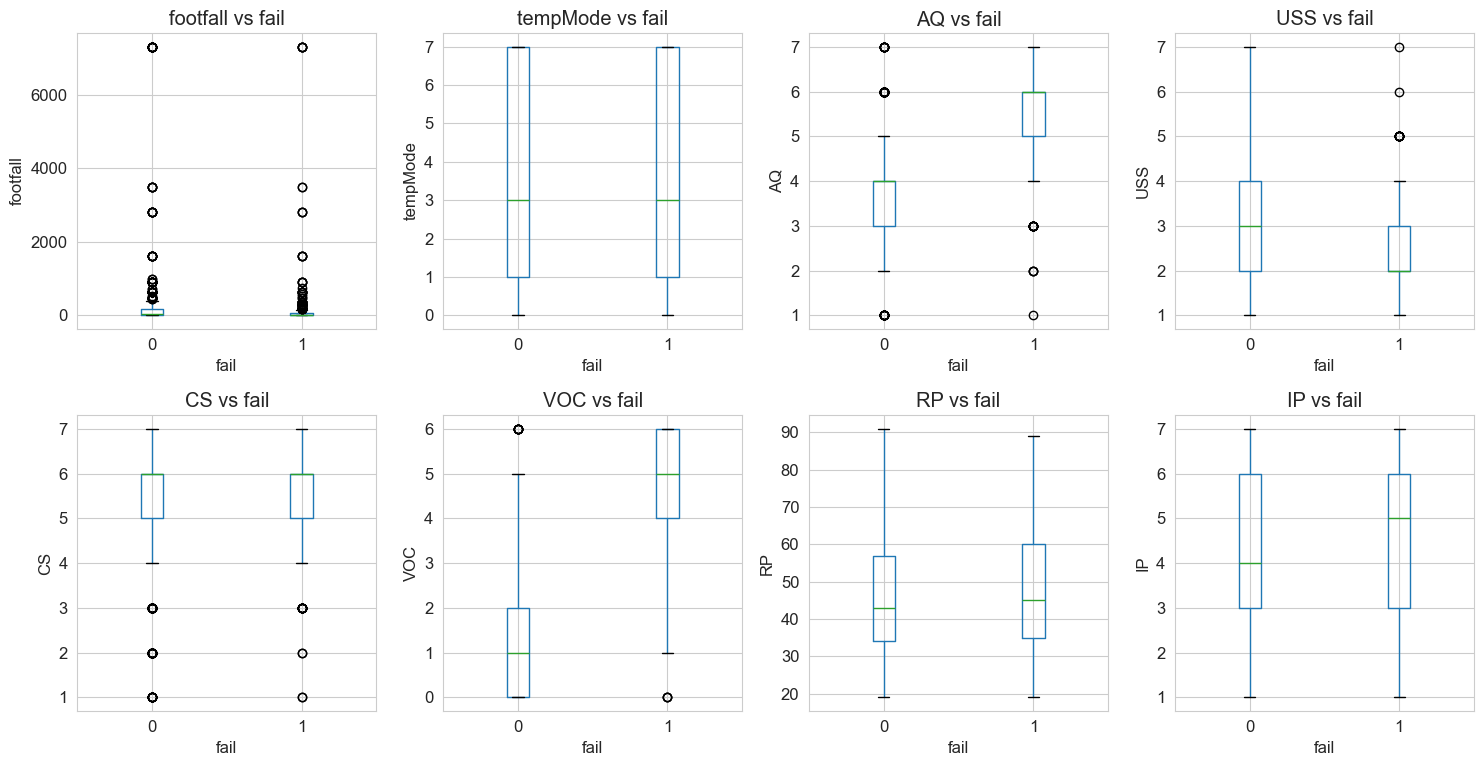 footfall vs fail
footfall
6000
4000
2000
0
0 1
fail
tempMode vs fail
tempMode
7
6
5
4
3
2
1
0
0 1
fail
AQ vs fail
AQ
7
6
5
4
3
2
1
0 1
fail
USS vs fail
USS
7
6
5
4
3
2
1
0 1
fail
CS vs fail
CS
7
6
5
4
3
2
1
0 1
fail
VOC vs fail
VOC
6
5
4
3
2
1
0
0 1
fail
RP vs fail
RP
90
80
70
60
50
40
30
20
0 1
fail
IP vs fail
IP
7
6
5
4
3
2
1
0 1
fail